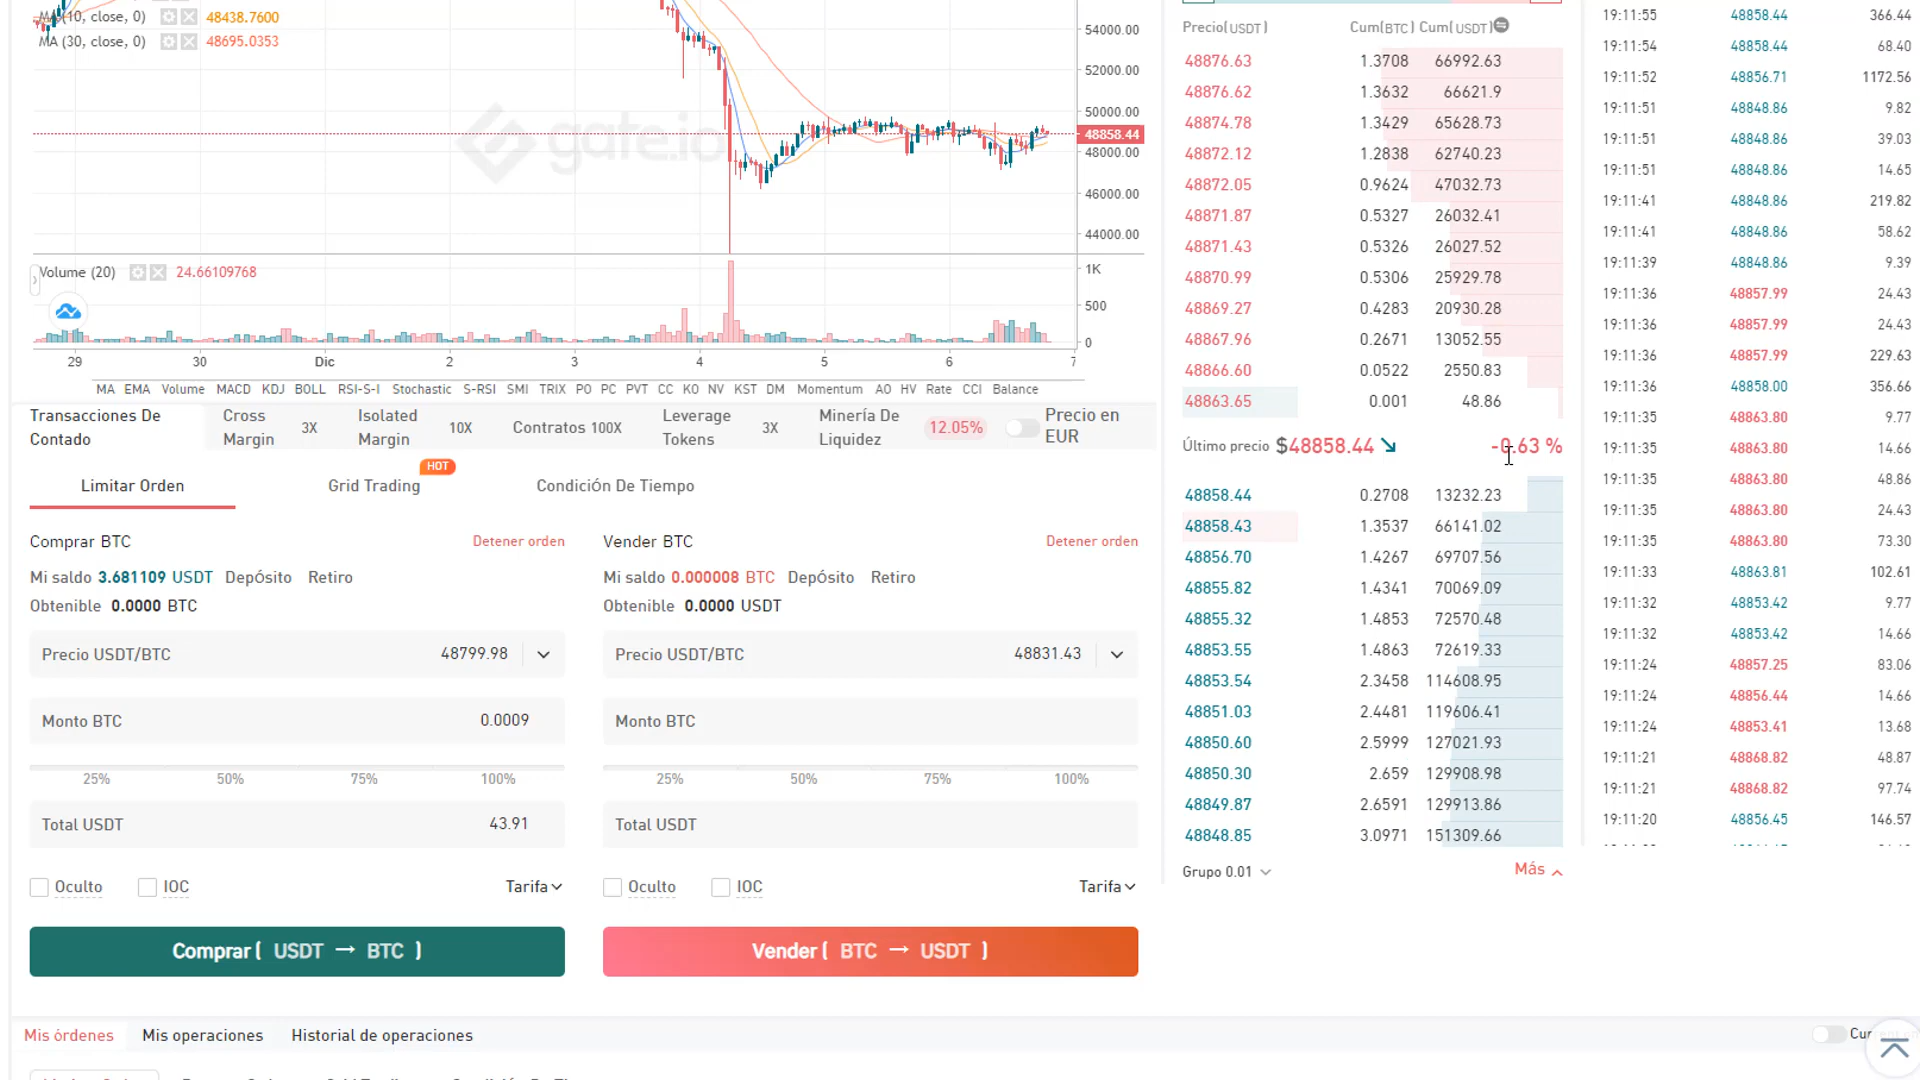 MA (10, close, 0) 48438.7600
MA (30, close, 0) 48695.0353
gate.io
54000.00
52000.00
50000.00
48858.44
48000.00
46000.00
44000.00
Volume (20) 24.66109768
1K
500
0
29 30 Dic 2 3 4 5 6 7
MA EMA Volume MACD KDJ BOLL RSI-S-I Stochastic S-RSI SMI TRIX PO PC PVT CC KO NV KST DM Momentum AO HV Rate CCI Balance
Transacciones De Contado
Cross Margin 3X
Isolated Margin 10X
Contratos 100X
Leverage Tokens 3X
Minería De Liquidez 12.05%
Precio en EUR
HOT
Limitar Orden Grid Trading Condición De Tiempo
Comprar BTC Detener orden
Mi saldo 3.681109 USDT Depósito Retiro
Obtenible 0.0000 BTC
Precio USDT/BTC 48799.98
Monto BTC 0.0009
25% 50% 75% 100%
Total USDT 43.91
Oculto IOC Tarifa
Comprar ( USDT → BTC )
Vender BTC Detener orden
Mi saldo 0.000008 BTC Depósito Retiro
Obtenible 0.0000 USDT
Precio USDT/BTC 48831.43
Monto BTC
25% 50% 75% 100%
Total USDT
Oculto IOC Tarifa
Vender ( BTC → USDT )
Precio(USDT) Cum(BTC) Cum(USDT)
48876.63 1.3708 66992.63
48876.62 1.3632 66621.9
48874.78 1.3429 65628.73
48872.12 1.2838 62740.23
48872.05 0.9624 47032.73
48871.87 0.5327 26032.41
48871.43 0.5326 26027.52
48870.99 0.5306 25929.78
48869.27 0.4283 20930.28
48867.96 0.2671 13052.55
48866.60 0.0522 2550.83
48863.65 0.001 48.86
Último precio $48858.44 -0.63 %
48858.44 0.2708 13232.23
48858.43 1.3537 66141.02
48856.70 1.4267 69707.56
48855.82 1.4341 70069.09
48855.32 1.4853 72570.48
48853.55 1.4863 72619.33
48853.54 2.3458 114608.95
48851.03 2.4481 119606.41
48850.60 2.5999 127021.93
48850.30 2.659 129908.98
48849.87 2.6591 129913.86
48848.85 3.0971 151309.66
Grupo 0.01 Más
19:11:55 48858.44 366.44
19:11:54 48858.44 68.40
19:11:52 48856.71 1172.56
19:11:51 48848.86 9.82
19:11:51 48848.86 39.03
19:11:51 48848.86 14.65
19:11:41 48848.86 219.82
19:11:41 48848.86 58.62
19:11:39 48848.86 9.39
19:11:36 48857.99 24.43
19:11:36 48857.99 24.43
19:11:36 48857.99 229.63
19:11:36 48858.00 356.66
19:11:35 48863.80 9.77
19:11:35 48863.80 14.66
19:11:35 48863.80 48.86
19:11:35 48863.80 24.43
19:11:35 48863.80 73.30
19:11:33 48863.81 102.61
19:11:32 48853.42 9.77
19:11:32 48853.42 14.66
19:11:24 48857.25 83.06
19:11:24 48856.44 14.66
19:11:24 48853.41 13.68
19:11:21 48868.82 48.87
19:11:21 48868.82 97.74
19:11:20 48856.45 146.57
Mis órdenes Mis operaciones Historial de operaciones